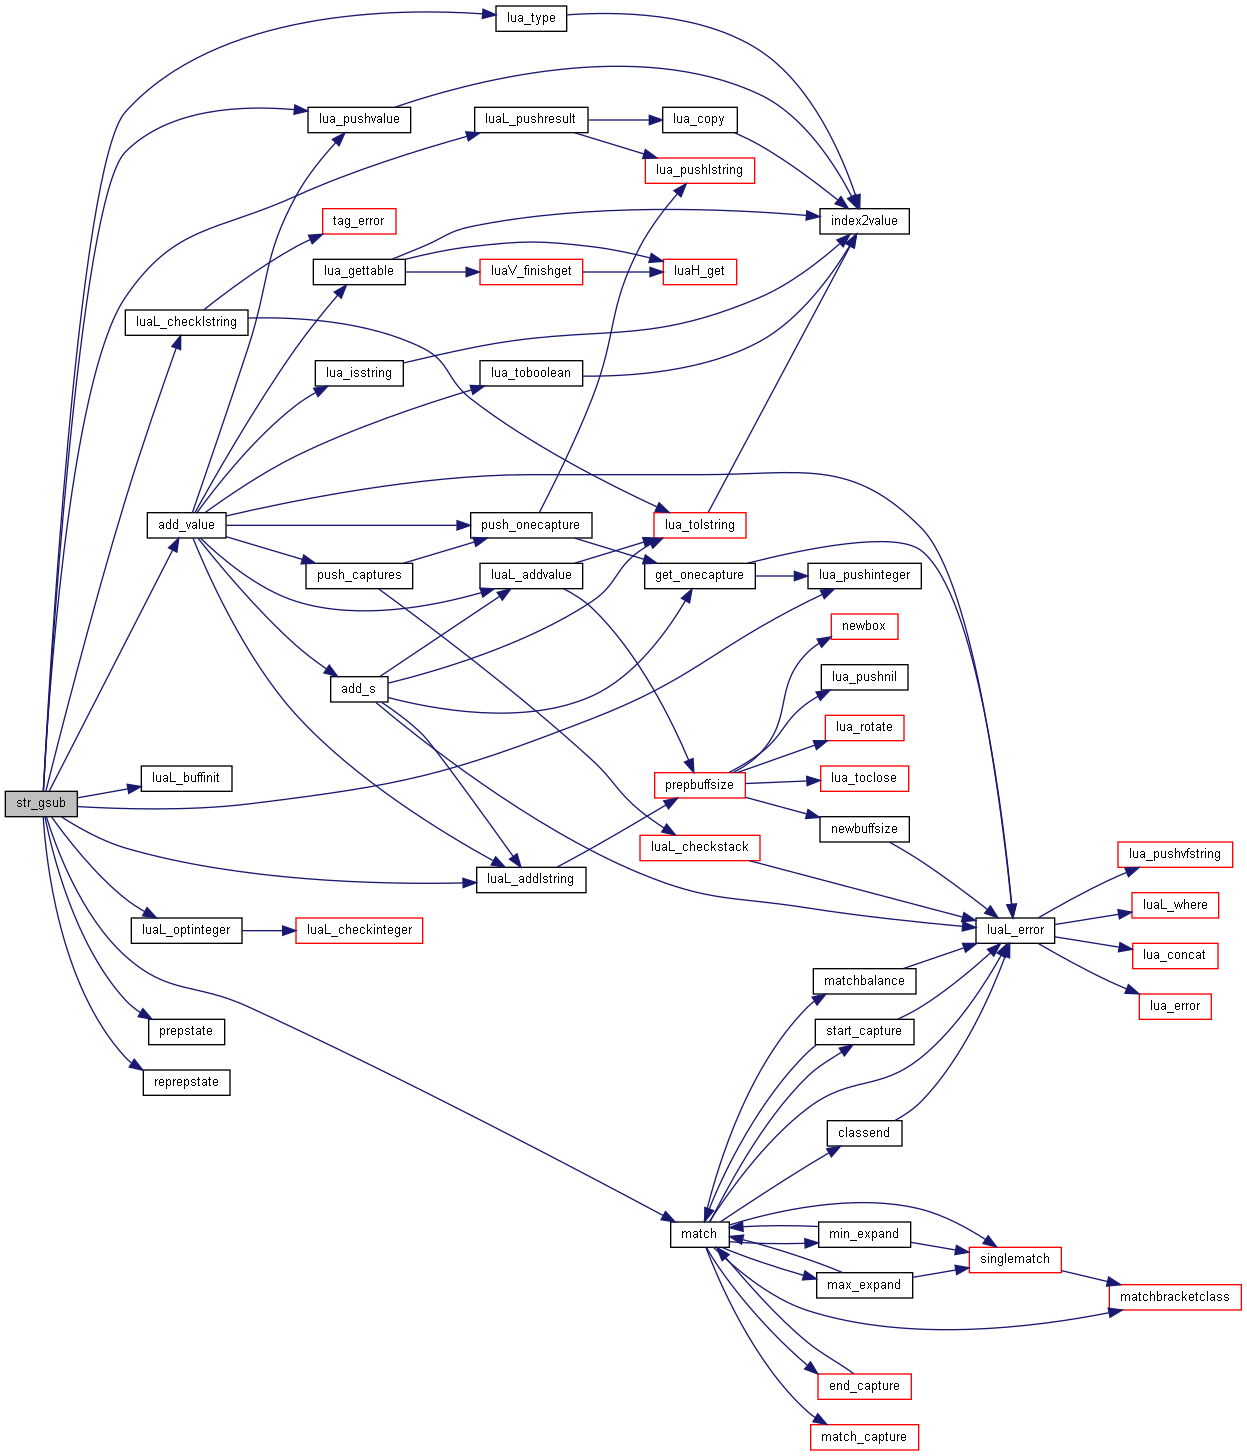 lua_type
lua_pushvalue
luaL_pushresult
lua_copy
lua_pushlstring
tag_error
index2value
lua_gettable
luaV_finishget
luaH_get
luaL_checklstring
lua_isstring
lua_toboolean
add_value
push_onecapture
lua_tolstring
push_captures
luaL_addvalue
get_onecapture
lua_pushinteger
newbox
add_s
lua_pushnil
lua_rotate
luaL_buffinit
prepbuffsize
lua_toclose
str_gsub
newbuffsize
luaL_checkstack
lua_pushvfstring
luaL_addlstring
luaL_where
luaL_optinteger
luaL_checkinteger
luaL_error
lua_concat
matchbalance
lua_error
prepstate
start_capture
reprepstate
classend
match
min_expand
singlematch
max_expand
matchbracketclass
end_capture
match_capture